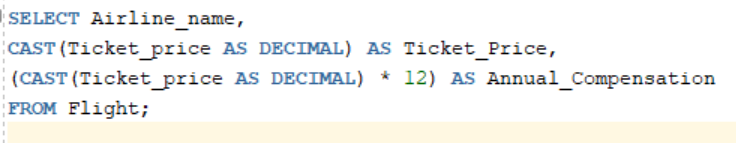 SELECT Airline_name,
CAST(Ticket_price AS DECIMAL) AS Ticket_Price,
(CAST(Ticket_price AS DECIMAL) * 12) AS Annual_Compensation
FROM Flight;